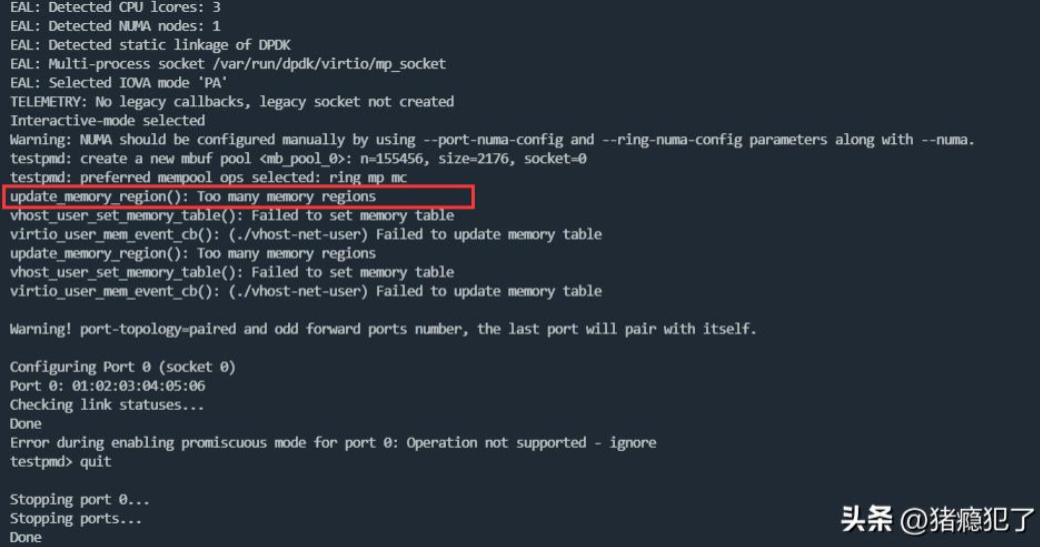 EAL: Detected CPU lcores: 3
EAL: Detected NUMA nodes: 1
EAL: Detected static linkage of DPDK
EAL: Multi-process socket /var/run/dpdk/virtio/mp_socket
EAL: Selected IOVA mode 'PA'
TELEMETRY: No legacy callbacks, legacy socket not created
Interactive-mode selected
Warning: NUMA should be configured manually by using --port-numa-config and --ring-numa-config parameters along with --numa.
testpmd: create a new mbuf pool <mb_pool_0>: n=155456, size=2176, socket=0
testpmd: preferred mempool ops selected: ring_mp_mc
update_memory_region(): Too many memory regions
vhost_user_set_memory_table(): Failed to set memory table
virtio_user_mem_event_cb(): (./vhost-net-user) Failed to update memory table
update_memory_region(): Too many memory regions
vhost_user_set_memory_table(): Failed to set memory table
virtio_user_mem_event_cb(): (./vhost-net-user) Failed to update memory table
Warning! port-topology=paired and odd forward ports number, the last port will pair with itself.
Configuring Port 0 (socket 0)
Port 0: 01:02:03:04:05:06
Checking link statuses...
Done
Error during enabling promiscuous mode for port 0: Operation not supported - ignore
testpmd> quit
Stopping port 0...
Stopping ports...
Done
头条 @猪瘾犯了